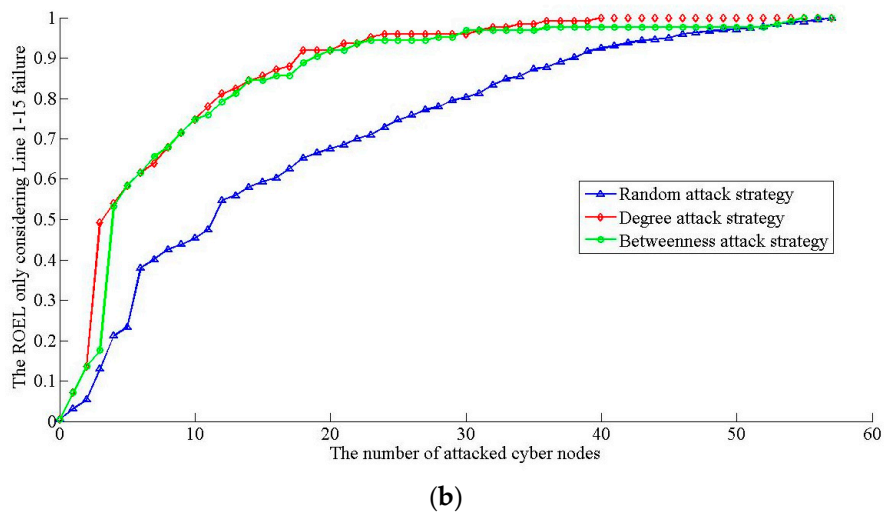 The ROEL only considering Line 1-15 failure
1
0.9
0.8
0.7
0.6
0.5
0.4
0.3
0.2
0.1
0
0 10 20 30 40 50 60
Random attack strategy
Degree attack strategy
Betweenness attack strategy
The number of attacked cyber nodes
(b)